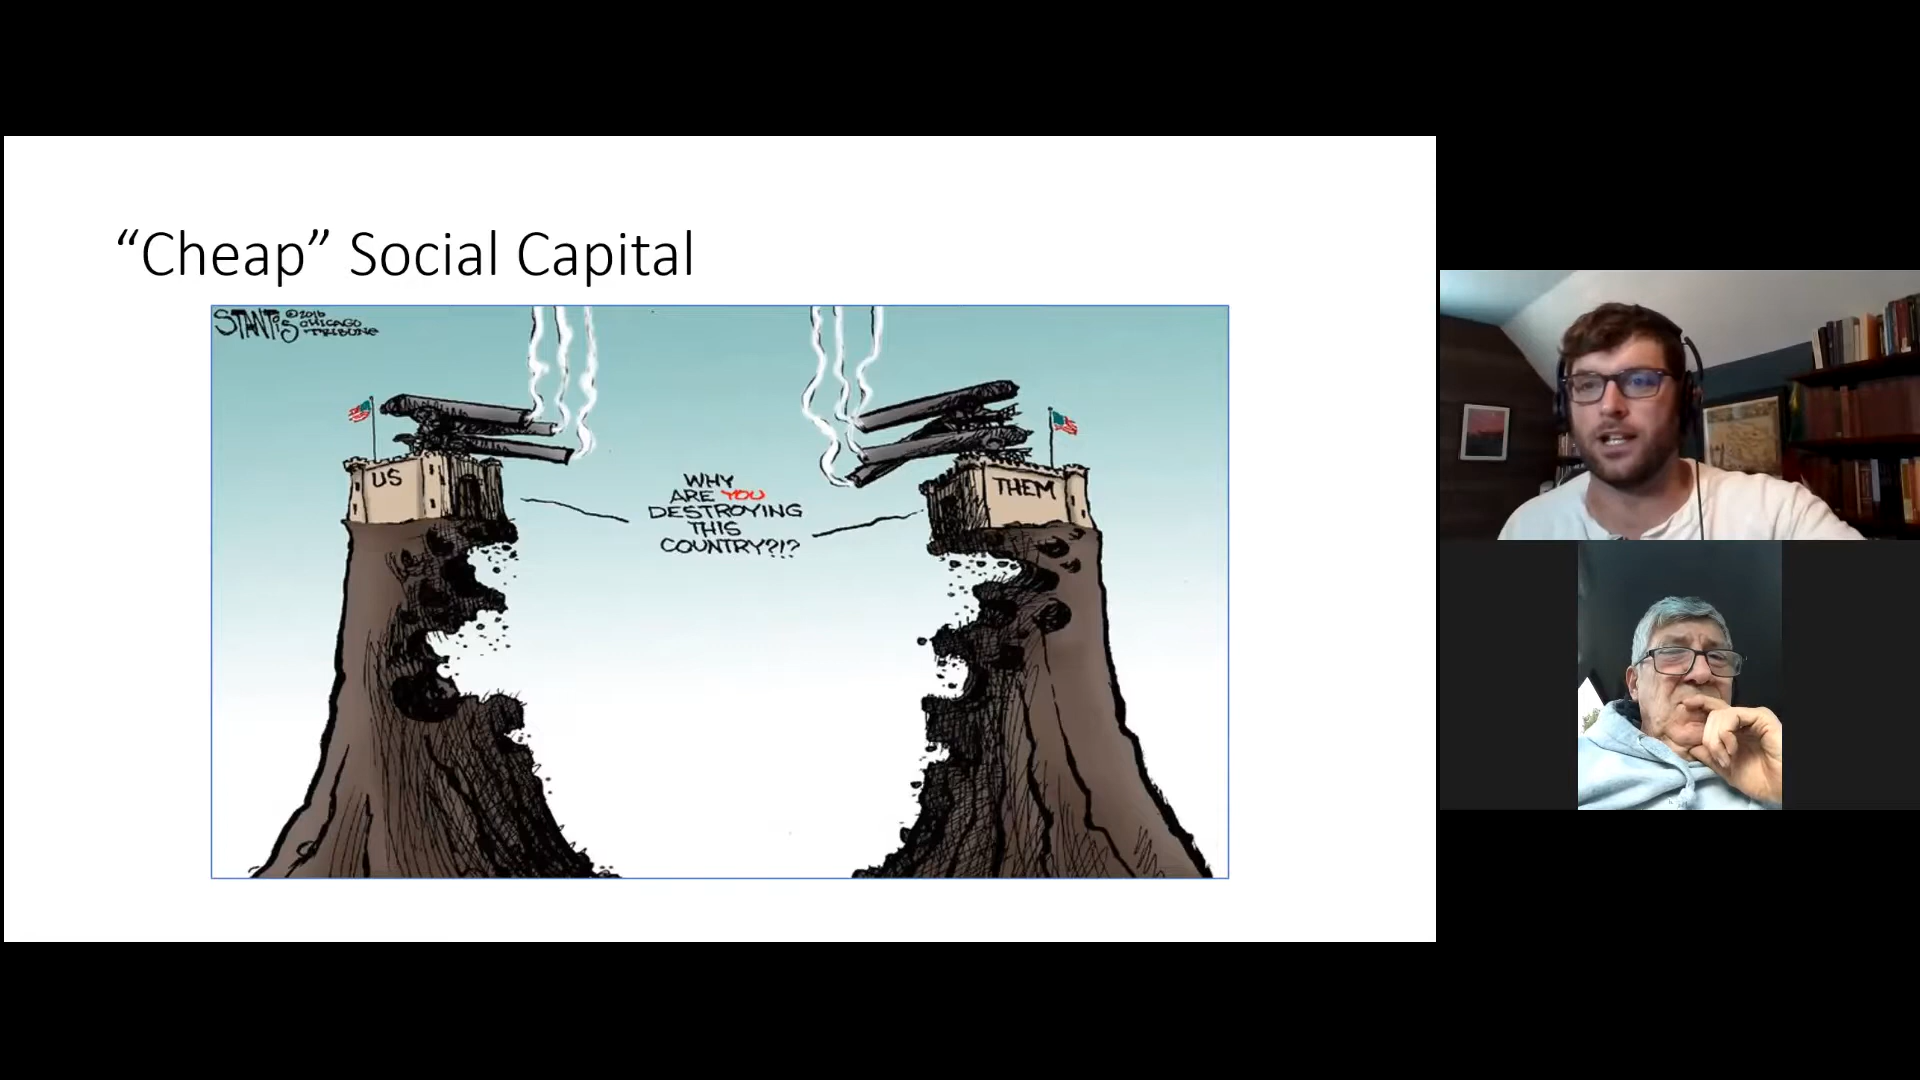 “Cheap” Social Capital
STANTIS ©2016
CHICAGO
TRIBUNE
US
WHY
ARE YOU
DESTROYING
THIS
COUNTRY?!?
THEM